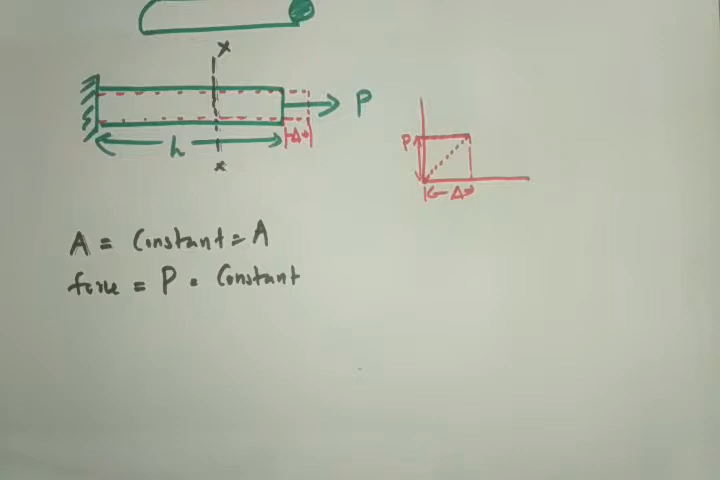 x
P
Δ
h
x
P
Δ
A = Constant = A
force = P = Constant